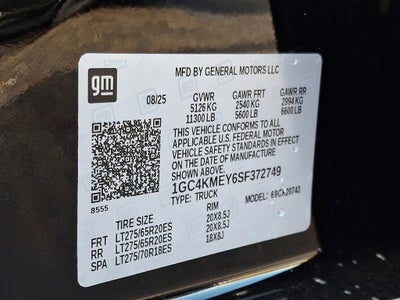 gm
MFD BY GENERAL MOTORS LLC
08/25 GVWR GAWR FRT GAWR RR
5126 KG 2540 KG 2994 KG
11300 LB 5600 LB 6600 LB
THIS VEHICLE CONFORMS TO ALL
APPLICABLE U.S. FEDERAL MOTOR
VEHICLE SAFETY STANDARDS IN EFFECT
ON THE DATE OF MANUFACTURE
SHOWN ABOVE.
1GC4KMEY6SF372749
8555 TYPE: TRUCK MODEL:
TIRE SIZE RIM
FRT LT275/65R20ES 20X8.5J
RR LT275/65R20ES 20X8.5J
SPA LT275/70R18ES 18X8J